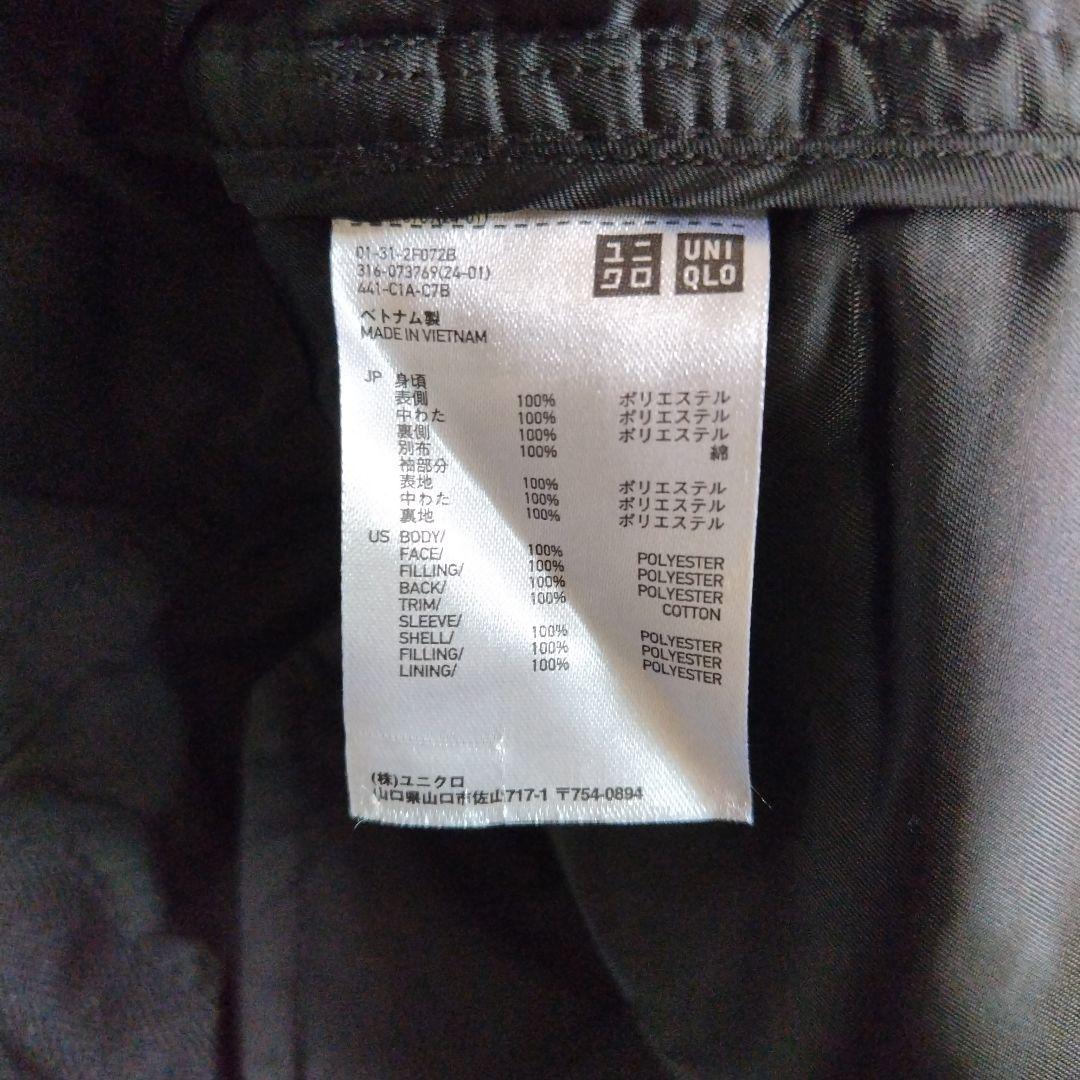 01-31-2F072B
316-073769(24-01)
441-C1A-C7B
ユニクロ
UNIQLO
ベトナム製
MADE IN VIETNAM
JP 身頃
表側 100% ポリエステル
中わた 100% ポリエステル
裏側 100% ポリエステル
別布 100% 綿
袖部分
表地 100% ポリエステル
中わた 100% ポリエステル
裏地 100% ポリエステル
US BODY/
FACE/ 100% POLYESTER
FILLING/ 100% POLYESTER
BACK/ 100% POLYESTER
TRIM/ 100% COTTON
SLEEVE/
SHELL/ 100% POLYESTER
FILLING/ 100% POLYESTER
LINING/ 100% POLYESTER
(株)ユニクロ
山口県山口市佐山717-1 〒754-0894